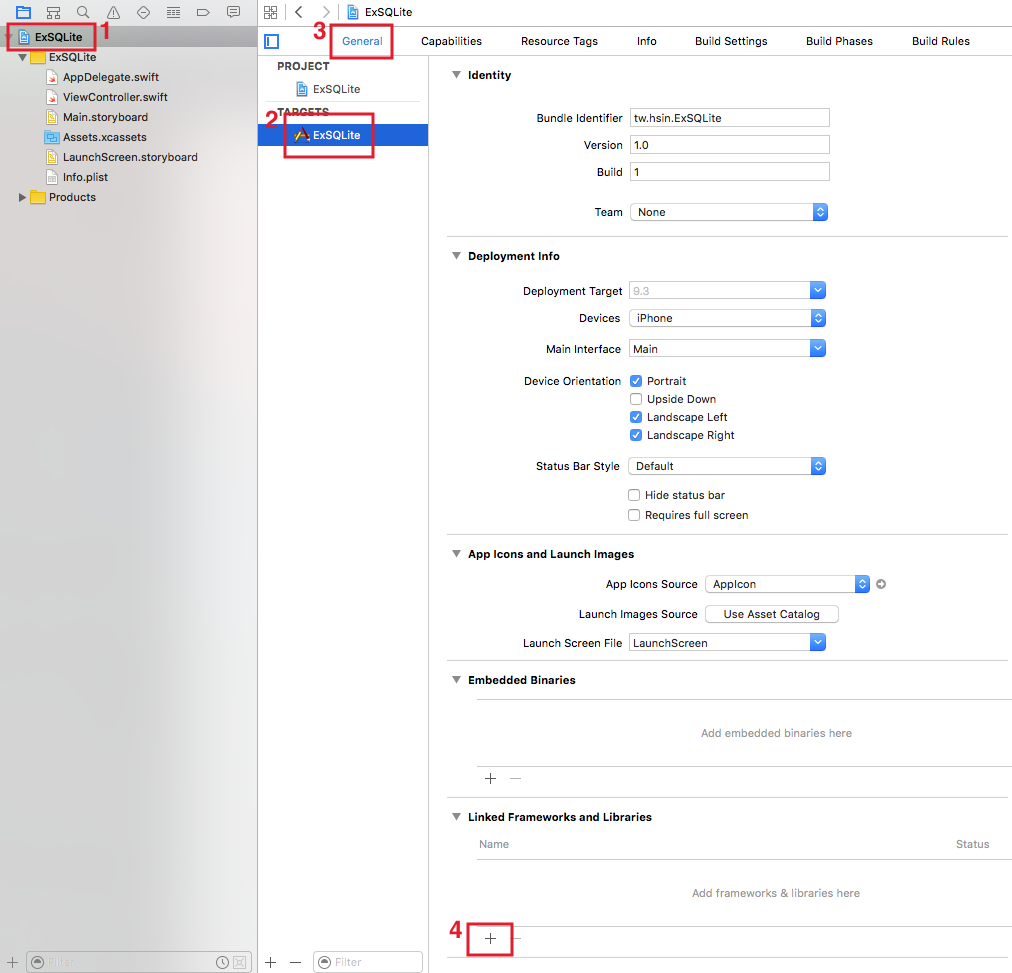 ExSQLite
1
ExSQLite
ExSQLite
AppDelegate.swift
ViewController.swift
Main.storyboard
Assets.xcassets
LaunchScreen.storyboard
Info.plist
Products
Filter
3
General
Capabilities
Resource Tags
Info
Build Settings
Build Phases
Build Rules
PROJECT
ExSQLite
TARGETS
2
ExSQLite
Filter
Identity
Bundle Identifier tw.hsin.ExSQLite
Version 1.0
Build 1
Team None
Deployment Info
Deployment Target 9.3
Devices iPhone
Main Interface Main
Device Orientation Portrait
Upside Down
Landscape Left
Landscape Right
Status Bar Style Default
Hide status bar
Requires full screen
App Icons and Launch Images
App Icons Source AppIcon
Launch Images Source Use Asset Catalog
Launch Screen File LaunchScreen
Embedded Binaries
Add embedded binaries here
Linked Frameworks and Libraries
Name Status
Add frameworks & libraries here
4